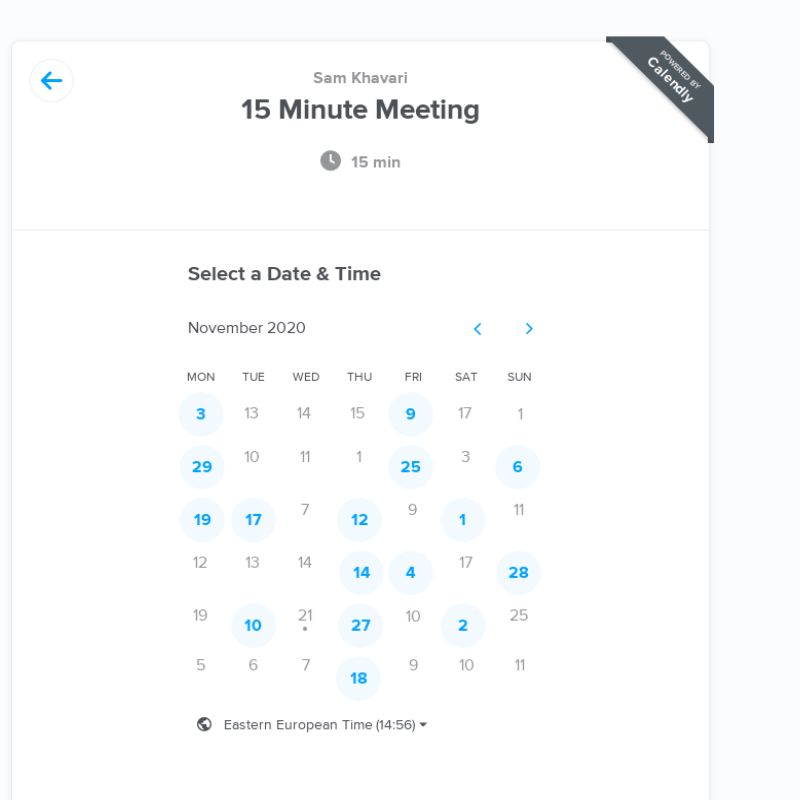 POWERED BY
Calendly
Sam Khavari
15 Minute Meeting
15 min
Select a Date & Time
November 2020
MON TUE WED THU FRI SAT SUN
3 13 14 15 9 17 1
29 10 11 1 25 3 6
19 17 7 12 9 1 11
12 13 14 14 4 17 28
19 10 21 27 10 2 25
5 6 7 18 9 10 11
Eastern European Time (14:56)